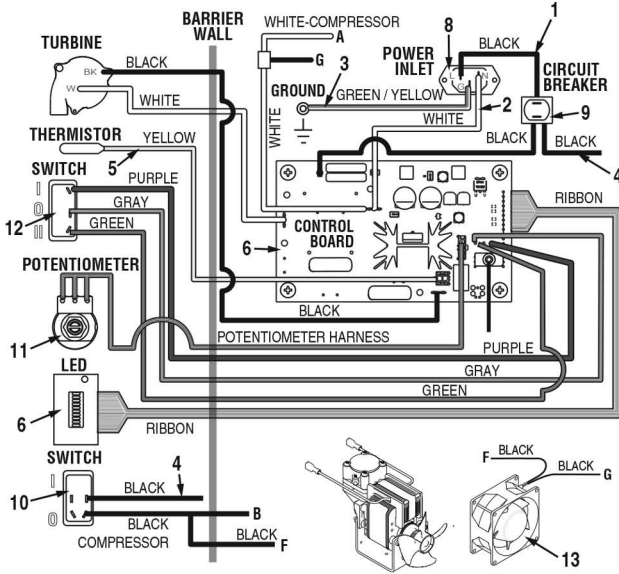 BARRIER
WALL
WHITE-COMPRESSOR
A
G
1
8
BLACK
TURBINE
BK
W
BLACK
WHITE
POWER
INLET
L
N
G
CIRCUIT
BREAKER
3
GROUND
GREEN / YELLOW
2
WHITE
9
BLACK
BLACK
4
THERMISTOR
YELLOW
5
WHITE
SWITCH
I
O
II
12
PURPLE
GRAY
GREEN
RIBBON
6
CONTROL
BOARD
POTENTIOMETER
11
BLACK
POTENTIOMETER HARNESS
PURPLE
GRAY
GREEN
LED
6
RIBBON
SWITCH
I
O
10
4
BLACK
B
BLACK
COMPRESSOR
BLACK
F
F
BLACK
BLACK
G
13